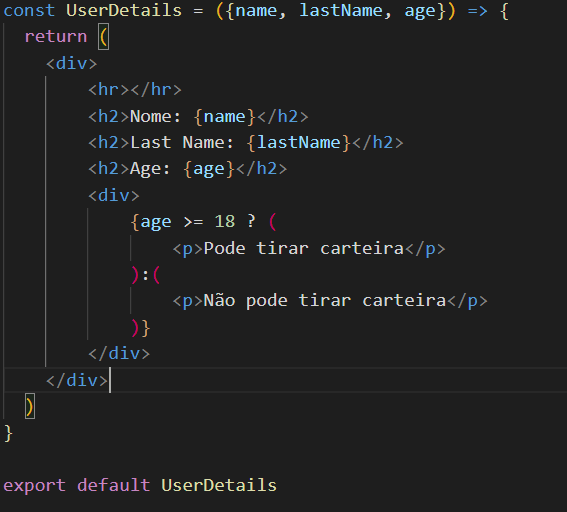 const UserDetails = ({name, lastName, age}) => {
return (
<div>
<hr></hr>
<h2>Nome: {name}</h2>
<h2>Last Name: {lastName}</h2>
<h2>Age: {age}</h2>
<div>
{age >= 18 ? (
<p>Pode tirar carteira</p>
):(
<p>Não pode tirar carteira</p>
)}
</div>
</div>
)
}
export default UserDetails